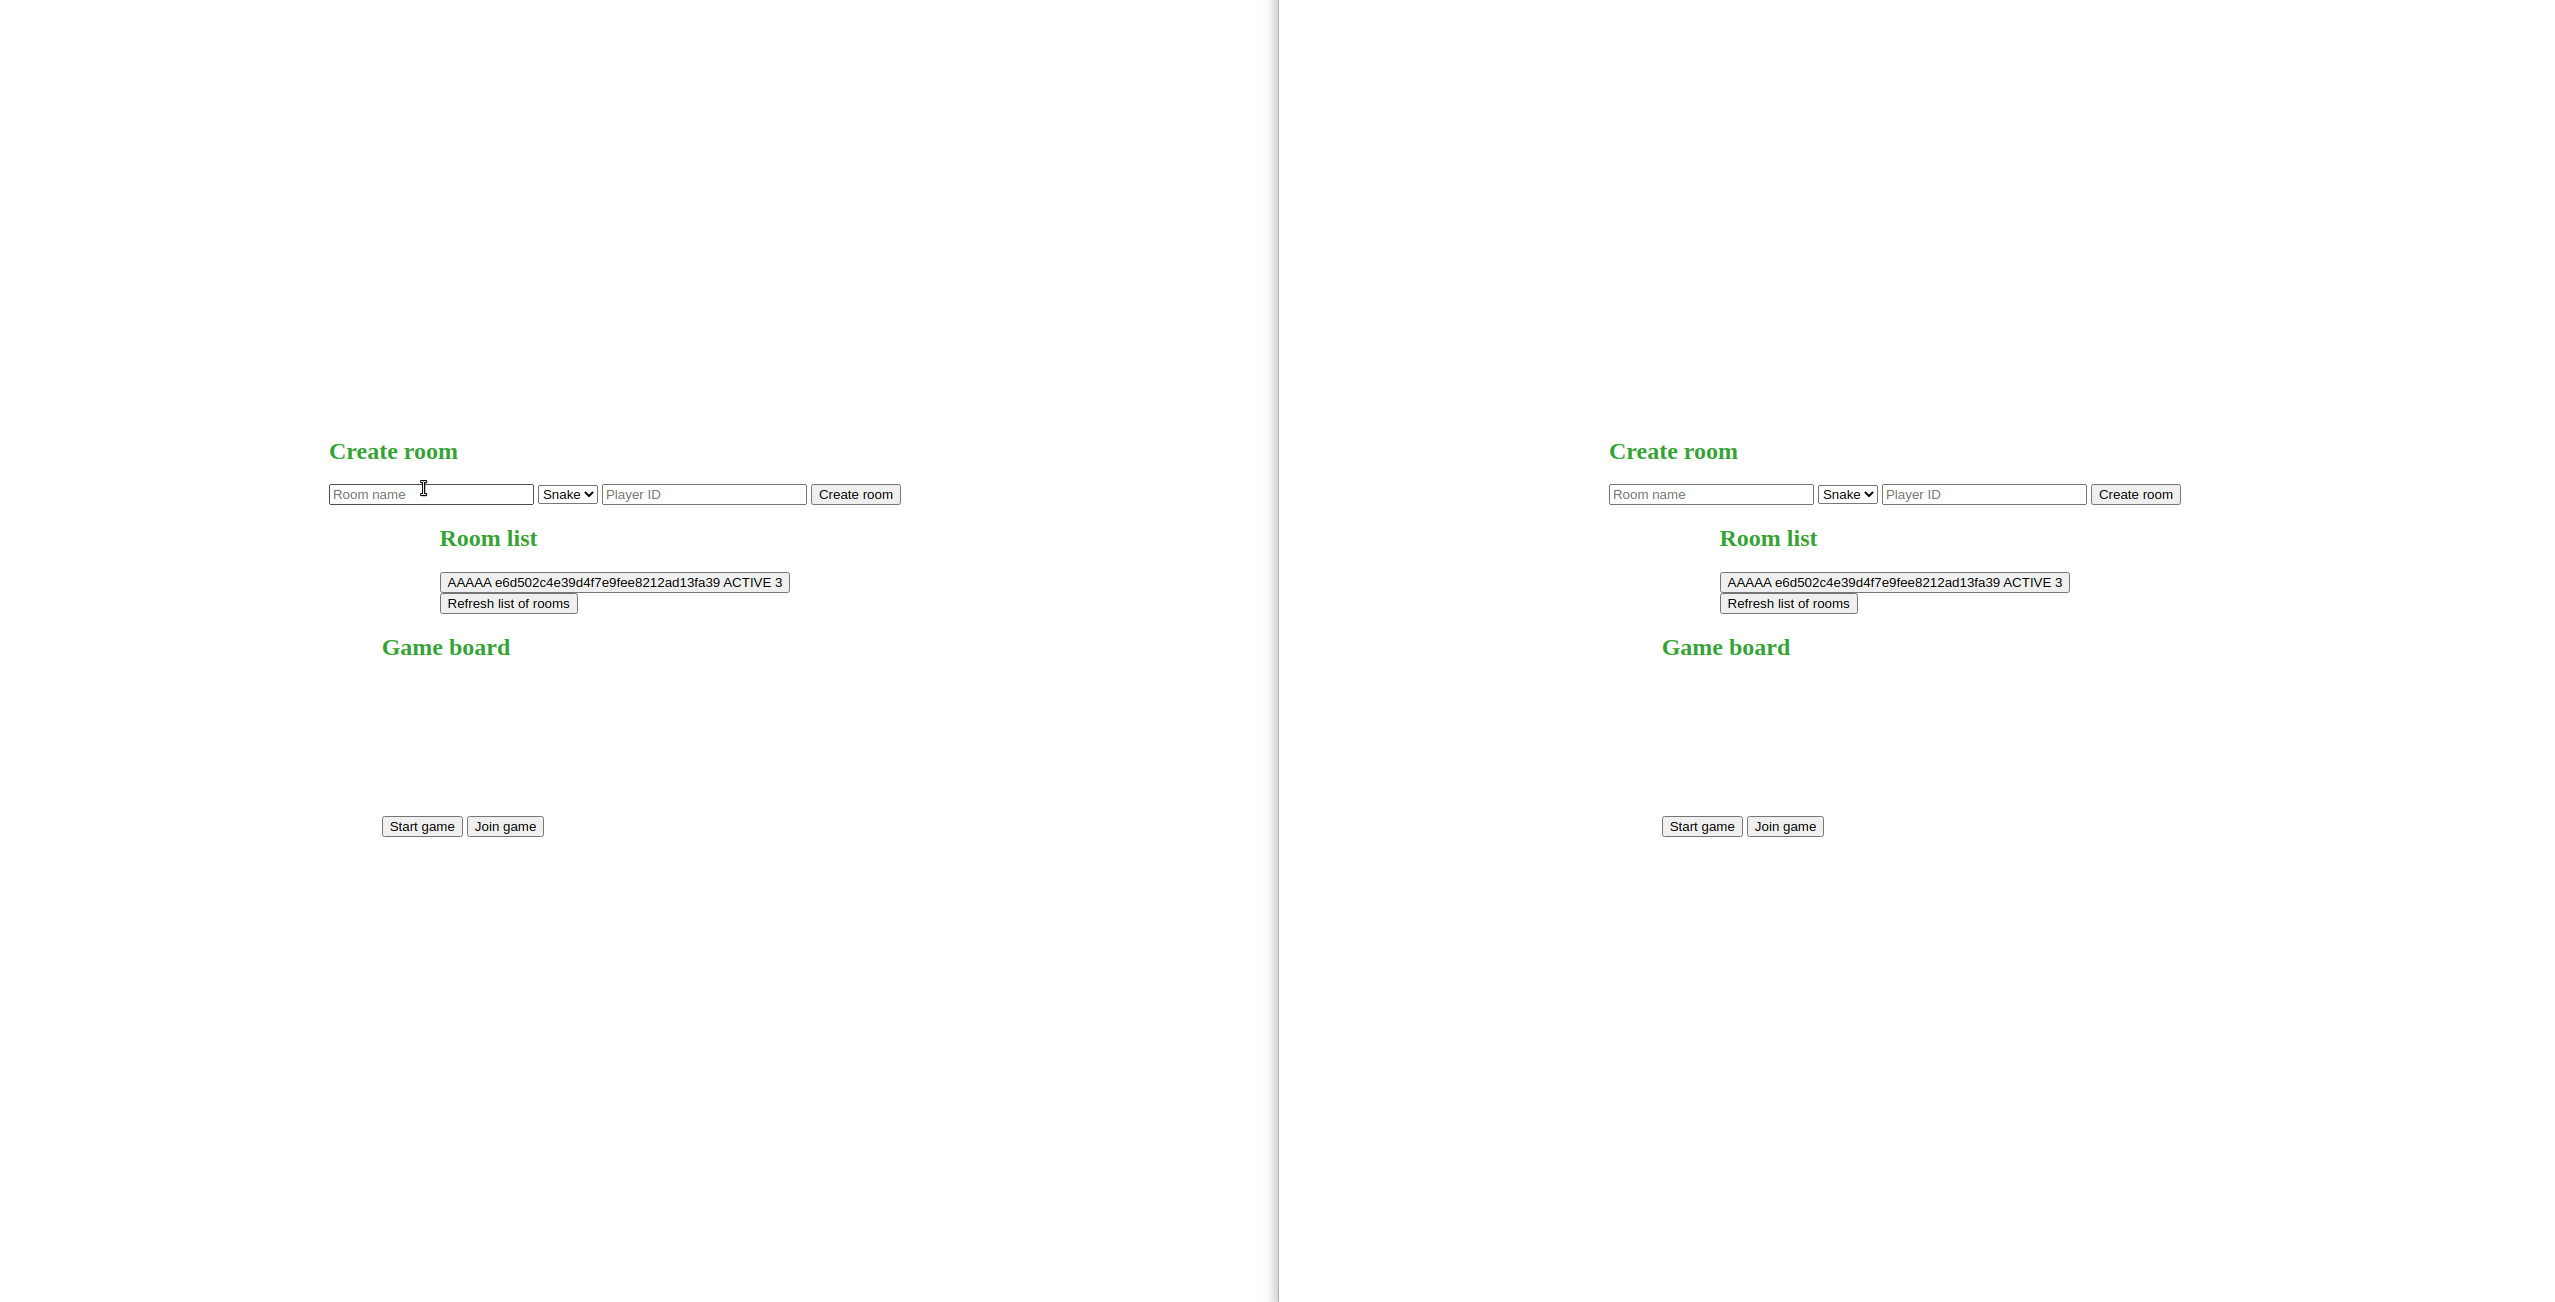 Create room
Room name Snake Player ID Create room
Room list
AAAAA e6d502c4e39d4f7e9fee8212ad13fa39 ACTIVE 3
Refresh list of rooms
Game board
Start game Join game
Create room
Room name Snake Player ID Create room
Room list
AAAAA e6d502c4e39d4f7e9fee8212ad13fa39 ACTIVE 3
Refresh list of rooms
Game board
Start game Join game